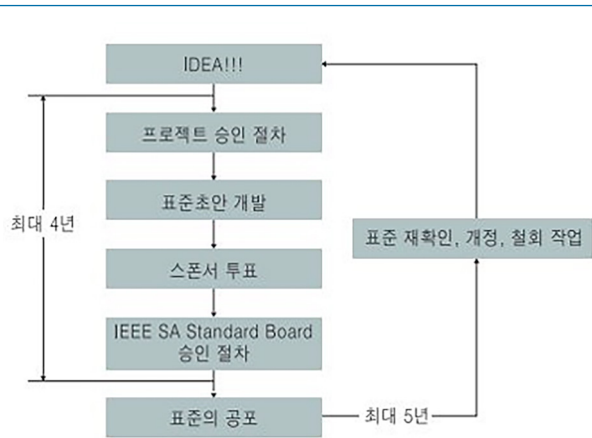 IDEA!!!
프로젝트 승인 절차
표준초안 개발
최대 4년
표준 재확인, 개정, 철회 작업
스폰서 투표
IEEE SA Standard Board
승인 절차
표준의 공포
최대 5년